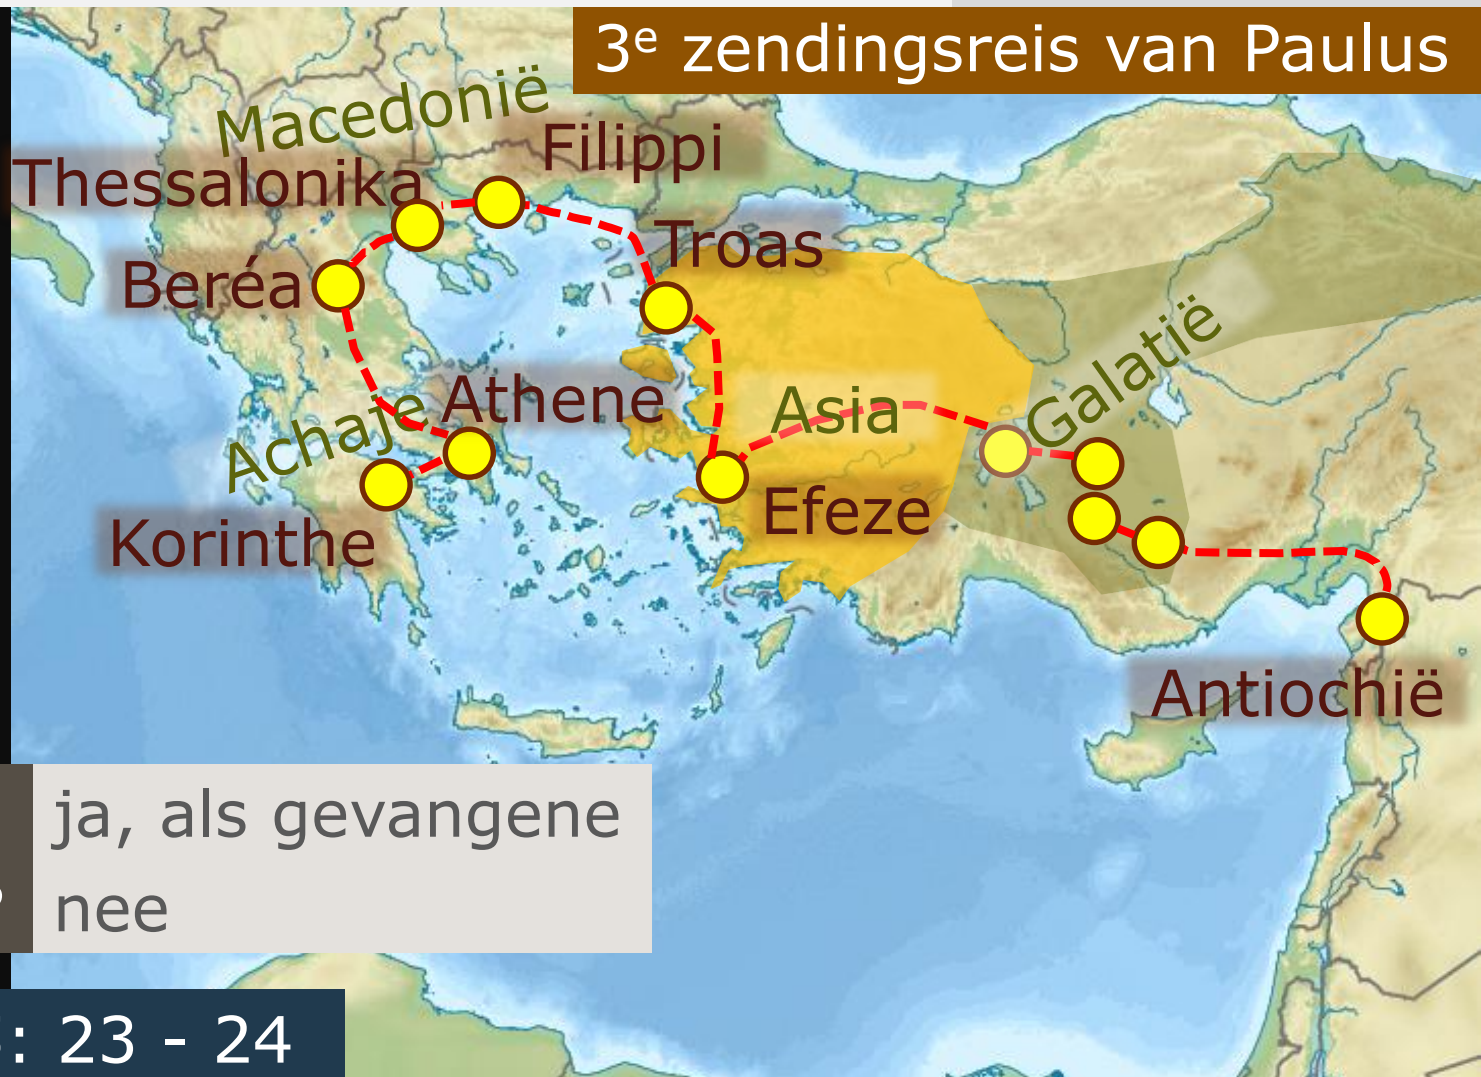 3e zendingsreis van Paulus
Macedonië
Filippi
Thessalonika
Troas
Beréa
Galatië
Athene
Asia
Achaje
Efeze
Korinthe
Antiochië
ja, als gevangene
nee
: 23 - 24